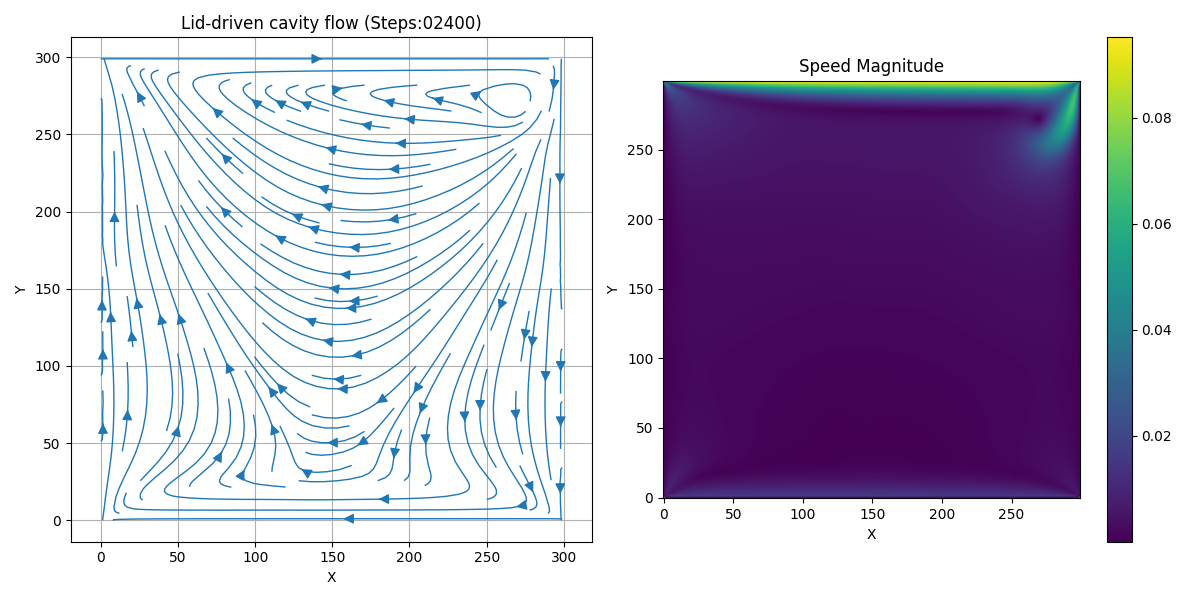 Lid-driven cavity flow (Steps:02400)
300
250
200
150
100
50
0
Y
0 50 100 150 200 250 300
X
Speed Magnitude
250
200
150
100
50
0
Y
0 50 100 150 200 250
X
0.08
0.06
0.04
0.02